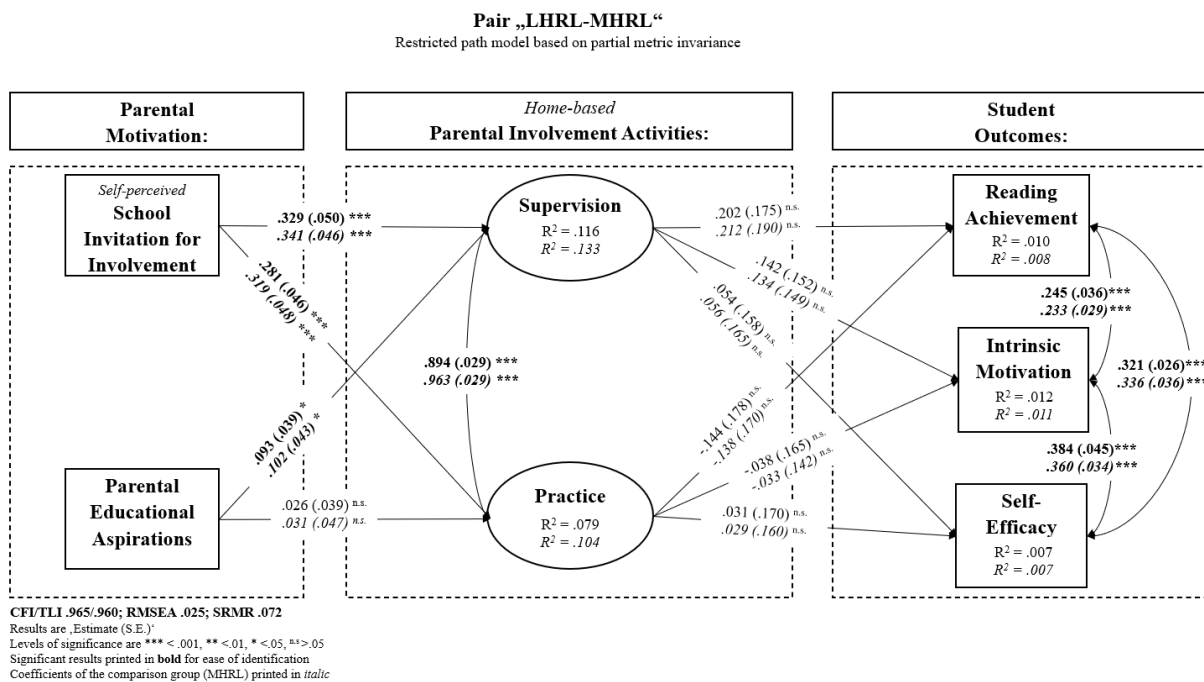 Pair „LHRL-MHRL“
Restricted path model based on partial metric invariance
Parental
Motivation:
Home-based
Parental Involvement Activities:
Student
Outcomes:
Self-perceived
School
Invitation for
Involvement
Parental
Educational
Aspirations
.329 (.050) ***
.341 (.046) ***
.281 (.046) ***
.319 (.048) ***
.093 (.039) *
.102 (.043) *
.026 (.039) n.s.
.031 (.047) n.s.
Supervision
R² = .116
R² = .133
.894 (.029) ***
.963 (.029) ***
Practice
R² = .079
R² = .104
.202 (.175) n.s.
.212 (.190) n.s.
.142 (.152) n.s.
.134 (.149) n.s.
.054 (.158) n.s.
.056 (.165) n.s.
-.144 (.178) n.s.
-.138 (.170) n.s.
-.038 (.165) n.s.
-.033 (.142) n.s.
.031 (.170) n.s.
.029 (.160) n.s.
Reading
Achievement
R² = .010
R² = .008
.245 (.036)***
.233 (.029)***
Intrinsic
Motivation
R² = .012
R² = .011
.321 (.026)***
.336 (.036)***
.384 (.045)***
.360 (.034)***
Self-
Efficacy
R² = .007
R² = .007
CFI/TLI .965/.960; RMSEA .025; SRMR .072
Results are ‚Estimate (S.E.)‘
Levels of significance are *** < .001, ** <.01, * <.05, n.s >.05
Significant results printed in bold for ease of identification
Coefficients of the comparison group (MHRL) printed in italic